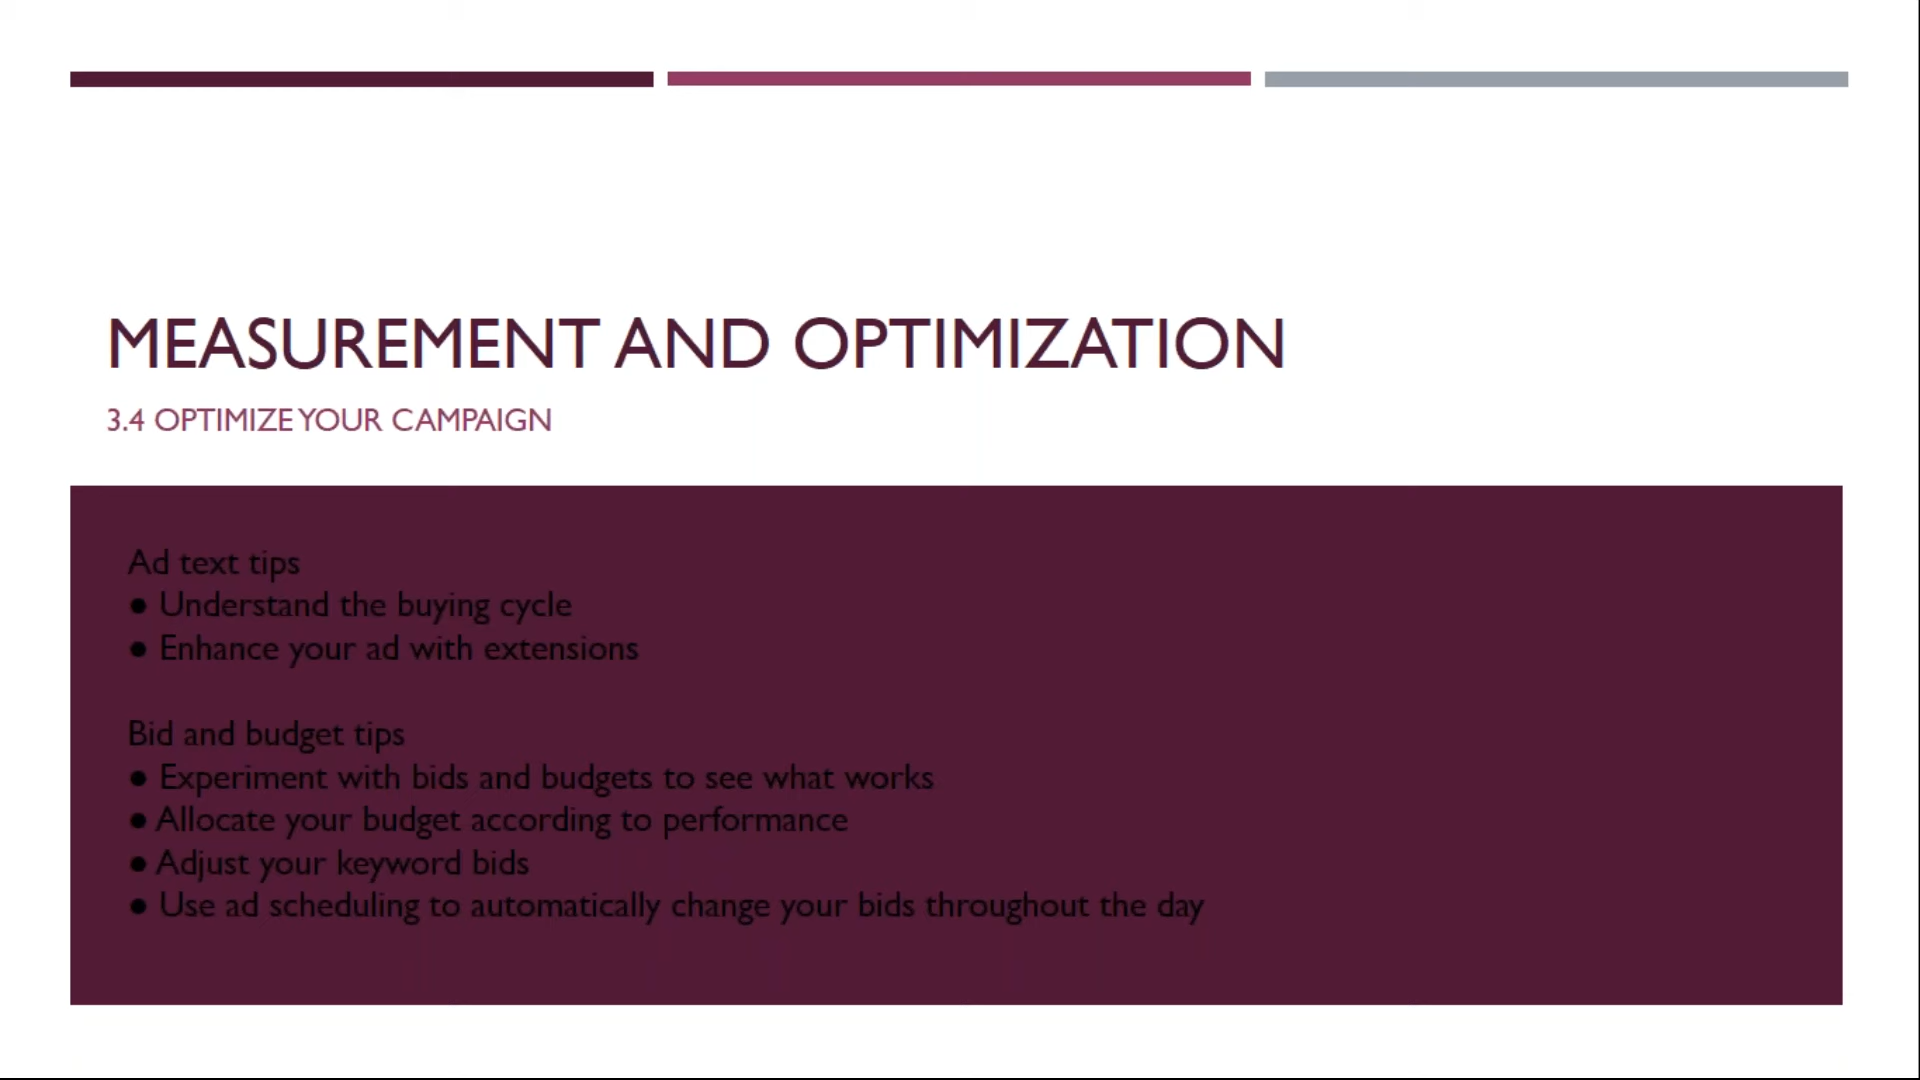 MEASUREMENT AND OPTIMIZATION
3.4 OPTIMIZE YOUR CAMPAIGN
Ad text tips
● Understand the buying cycle
● Enhance your ad with extensions
Bid and budget tips
● Experiment with bids and budgets to see what works
● Allocate your budget according to performance
● Adjust your keyword bids
● Use ad scheduling to automatically change your bids throughout the day